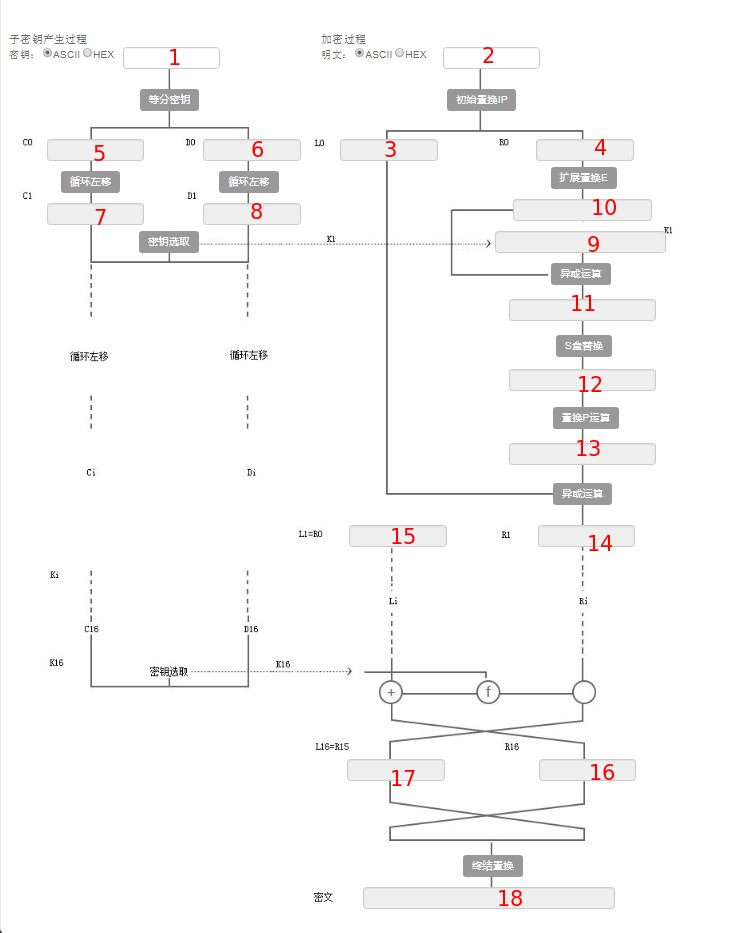 子密钥产生过程
密钥: ASCII HEX
1
等分密钥
C0
5
D0
6
循环左移
循环左移
C1
7
D1
8
密钥选取
K1
循环左移
循环左移
Ci
Di
Ki
C16
D16
K16
密钥选取
K16
加密过程
明文: ASCII HEX
2
初始置换IP
L0
3
R0
4
扩展置换E
10
K1
9
异或运算
11
S盒替换
12
置换P运算
13
异或运算
L1=R0
15
R1
14
Li
Ri
+
f
L16=R15
17
R16
16
终结置换
密文
18